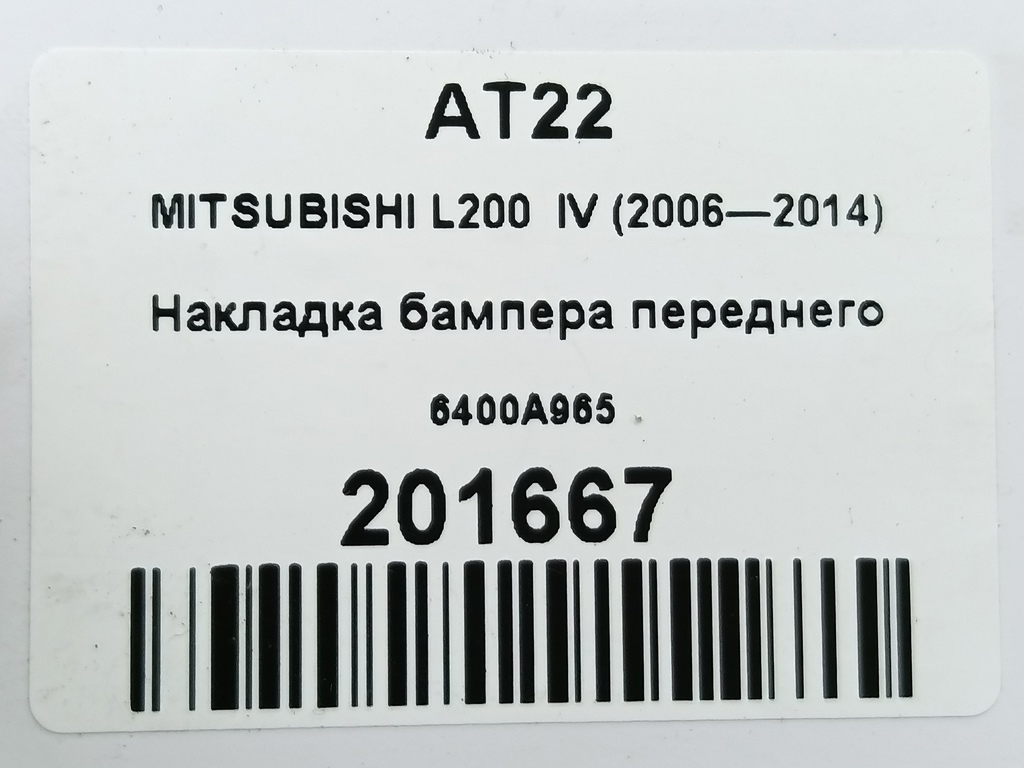 AT22
MITSUBISHI L200 IV (2006—2014)
Накладка бампера переднего
6400A965
201667